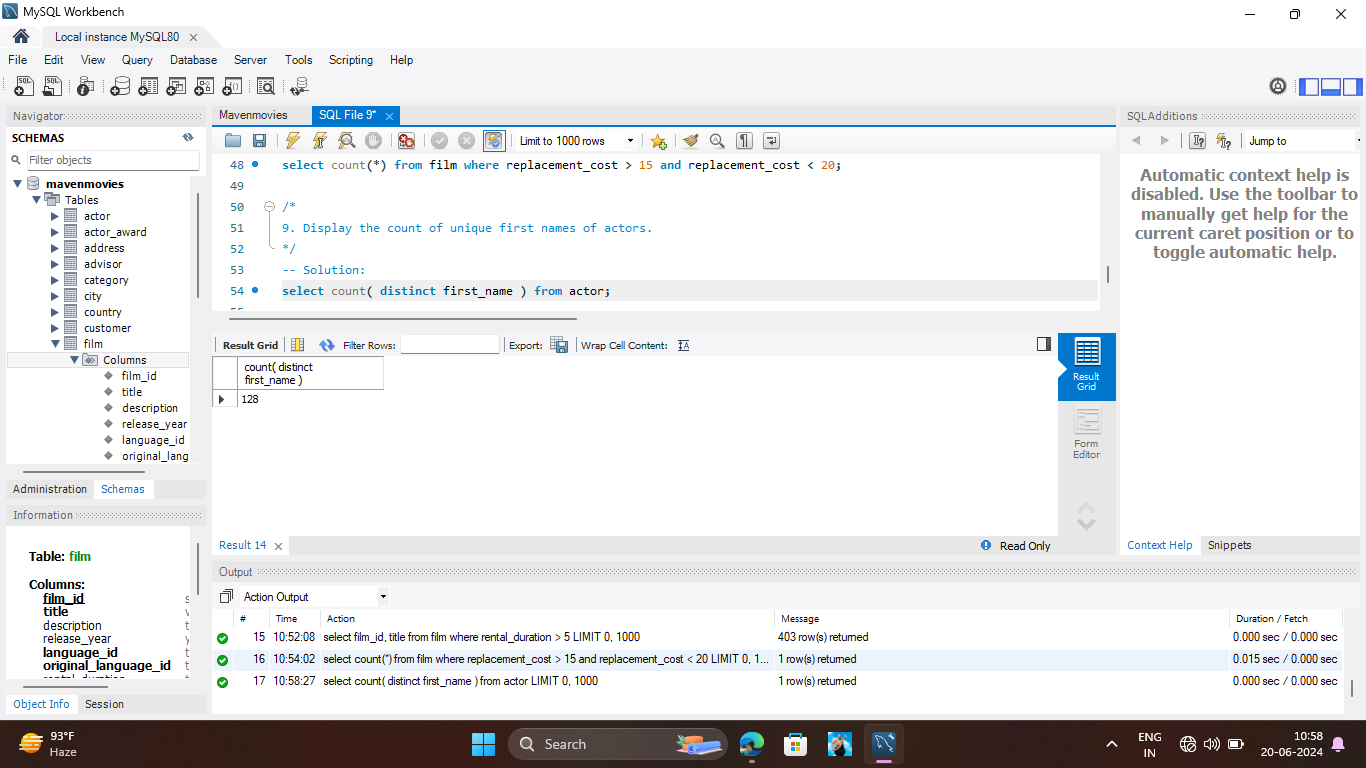 MySQL Workbench
Local instance MySQL80
File Edit View Query Database Server Tools Scripting Help
Navigator
SCHEMAS
Filter objects
mavenmovies
Tables
actor
actor_award
address
advisor
category
city
country
customer
film
Columns
film_id
title
description
release_year
language_id
original_lang
Administration Schemas
Information
Table: film
Columns:
film_id
title
description
release_year
language_id
original_language_id
Object Info Session
Mavenmovies SQL File 9*
Limit to 1000 rows
48 select count(*) from film where replacement_cost > 15 and replacement_cost < 20;
49
50 /*
51 9. Display the count of unique first names of actors.
52 */
53 -- Solution:
54 select count( distinct first_name ) from actor;
Result Grid Filter Rows: Export: Wrap Cell Content:
count( distinct
first_name )
128
Result
Grid
Form
Editor
Result 14 Read Only
Output
Action Output
# Time Action Message Duration / Fetch
15 10:52:08 select film_id, title from film where rental_duration > 5 LIMIT 0, 1000 403 row(s) returned 0.000 sec / 0.000 sec
16 10:54:02 select count(*) from film where replacement_cost > 15 and replacement_cost < 20 LIMIT 0, 1... 1 row(s) returned 0.015 sec / 0.000 sec
17 10:58:27 select count( distinct first_name ) from actor LIMIT 0, 1000 1 row(s) returned 0.000 sec / 0.000 sec
SQLAdditions
Jump to
Automatic context help is
disabled. Use the toolbar to
manually get help for the
current caret position or to
toggle automatic help.
Context Help Snippets
93°F
Haze
Search
ENG
IN
10:58
20-06-2024